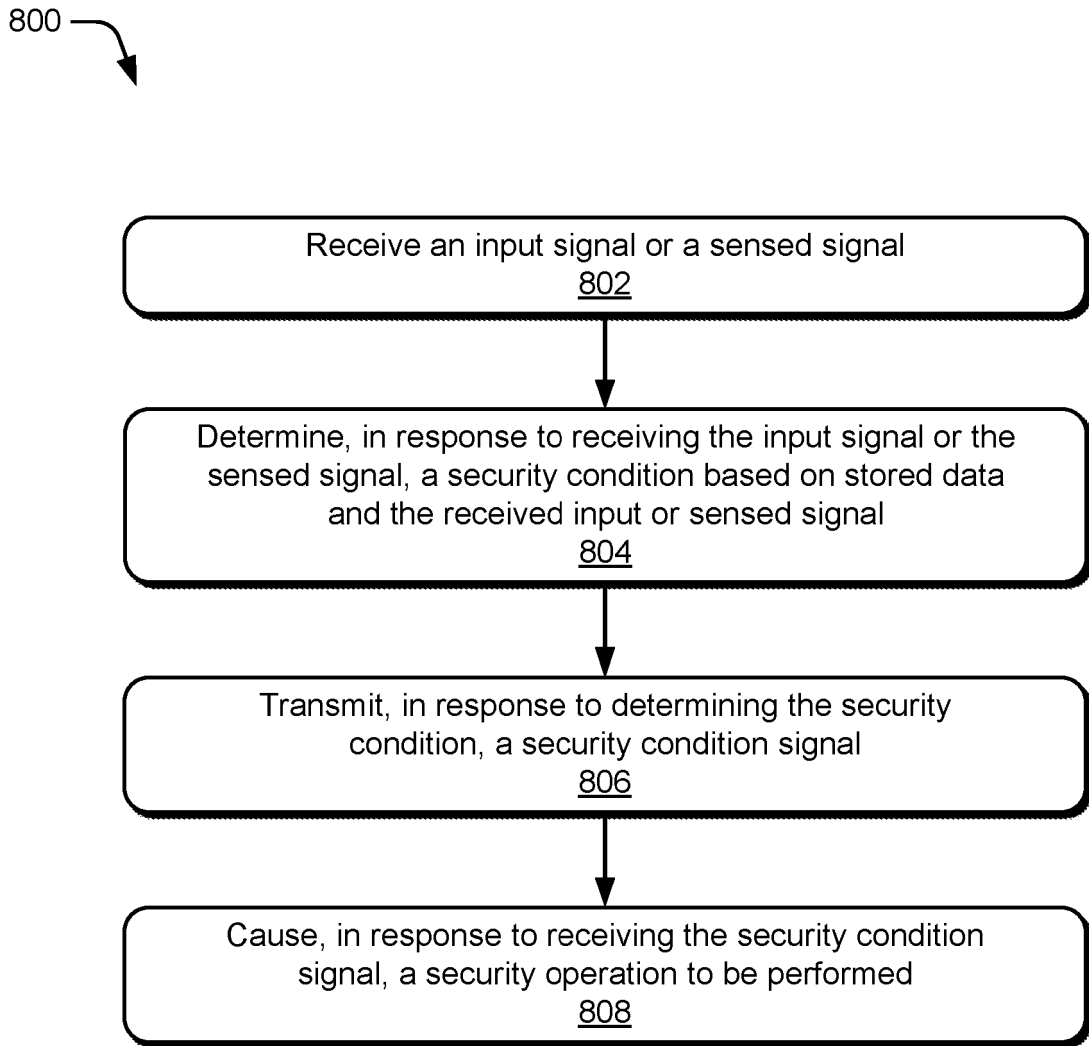 800
Receive an input signal or a sensed signal
802
Determine, in response to receiving the input signal or the
sensed signal, a security condition based on stored data
and the received input or sensed signal
804
Transmit, in response to determining the security
condition, a security condition signal
806
Cause, in response to receiving the security condition
signal, a security operation to be performed
808